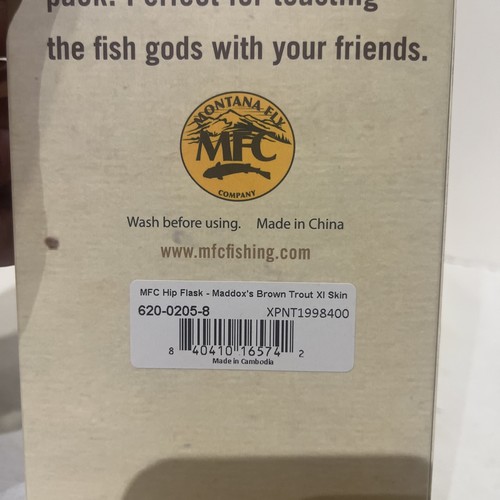 pack. Perfect for toasting
the fish gods with your friends.
MONTANA FLY
MFC
COMPANY
Wash before using. Made in China
www.mfcfishing.com
MFC Hip Flask - Maddox's Brown Trout Xl Skin
620-0205-8 XPNT1998400
8 40410 16574 2
Made in Cambodia